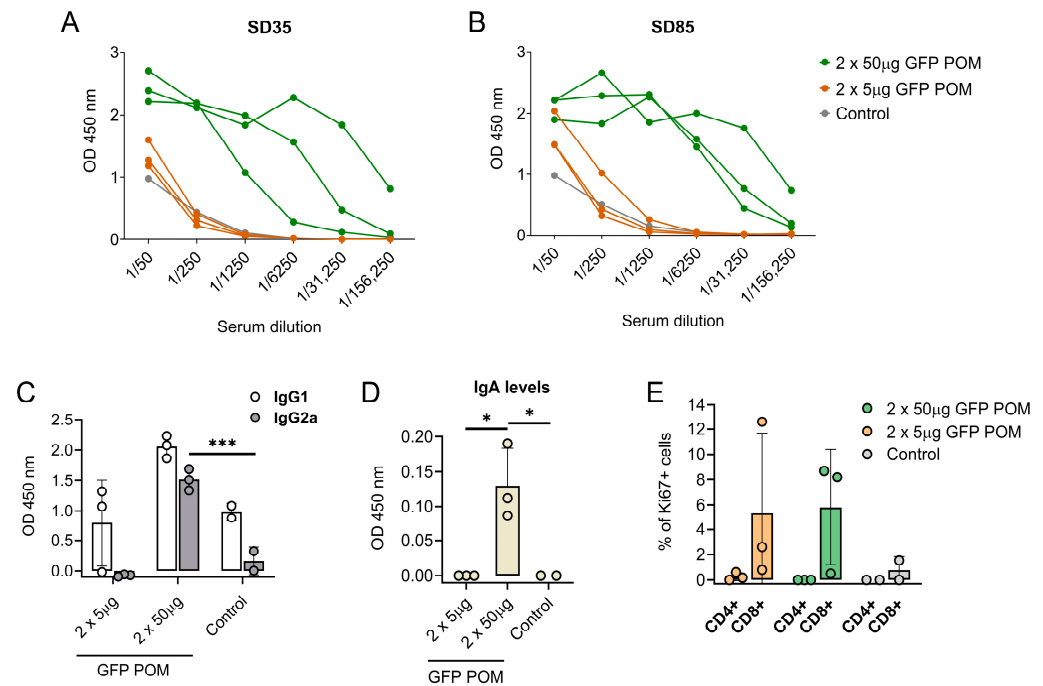 A
SD35
OD 450 nm
3
2
1
0
1/50
1/250
1/1250
1/6250
1/31,250
1/156,250
Serum dilution
B
SD85
OD 450 nm
3
2
1
0
1/50
1/250
1/1250
1/6250
1/31,250
1/156,250
Serum dilution
2 x 50µg GFP POM
2 x 5µg GFP POM
Control
C
IgG1
IgG2a
OD 450 nm
2.5
2.0
1.5
1.0
0.5
0.0
***
2 x 5µg
2 x 50µg
Control
GFP POM
D
IgA levels
OD 450 nm
0.20
0.15
0.10
0.05
0.00
*
*
2 x 5µg
2 x 50µg
Control
GFP POM
E
% of Ki67+ cells
14
12
10
8
6
4
2
0
CD4+
CD8+
CD4+
CD8+
CD4+
CD8+
2 x 50µg GFP POM
2 x 5µg GFP POM
Control